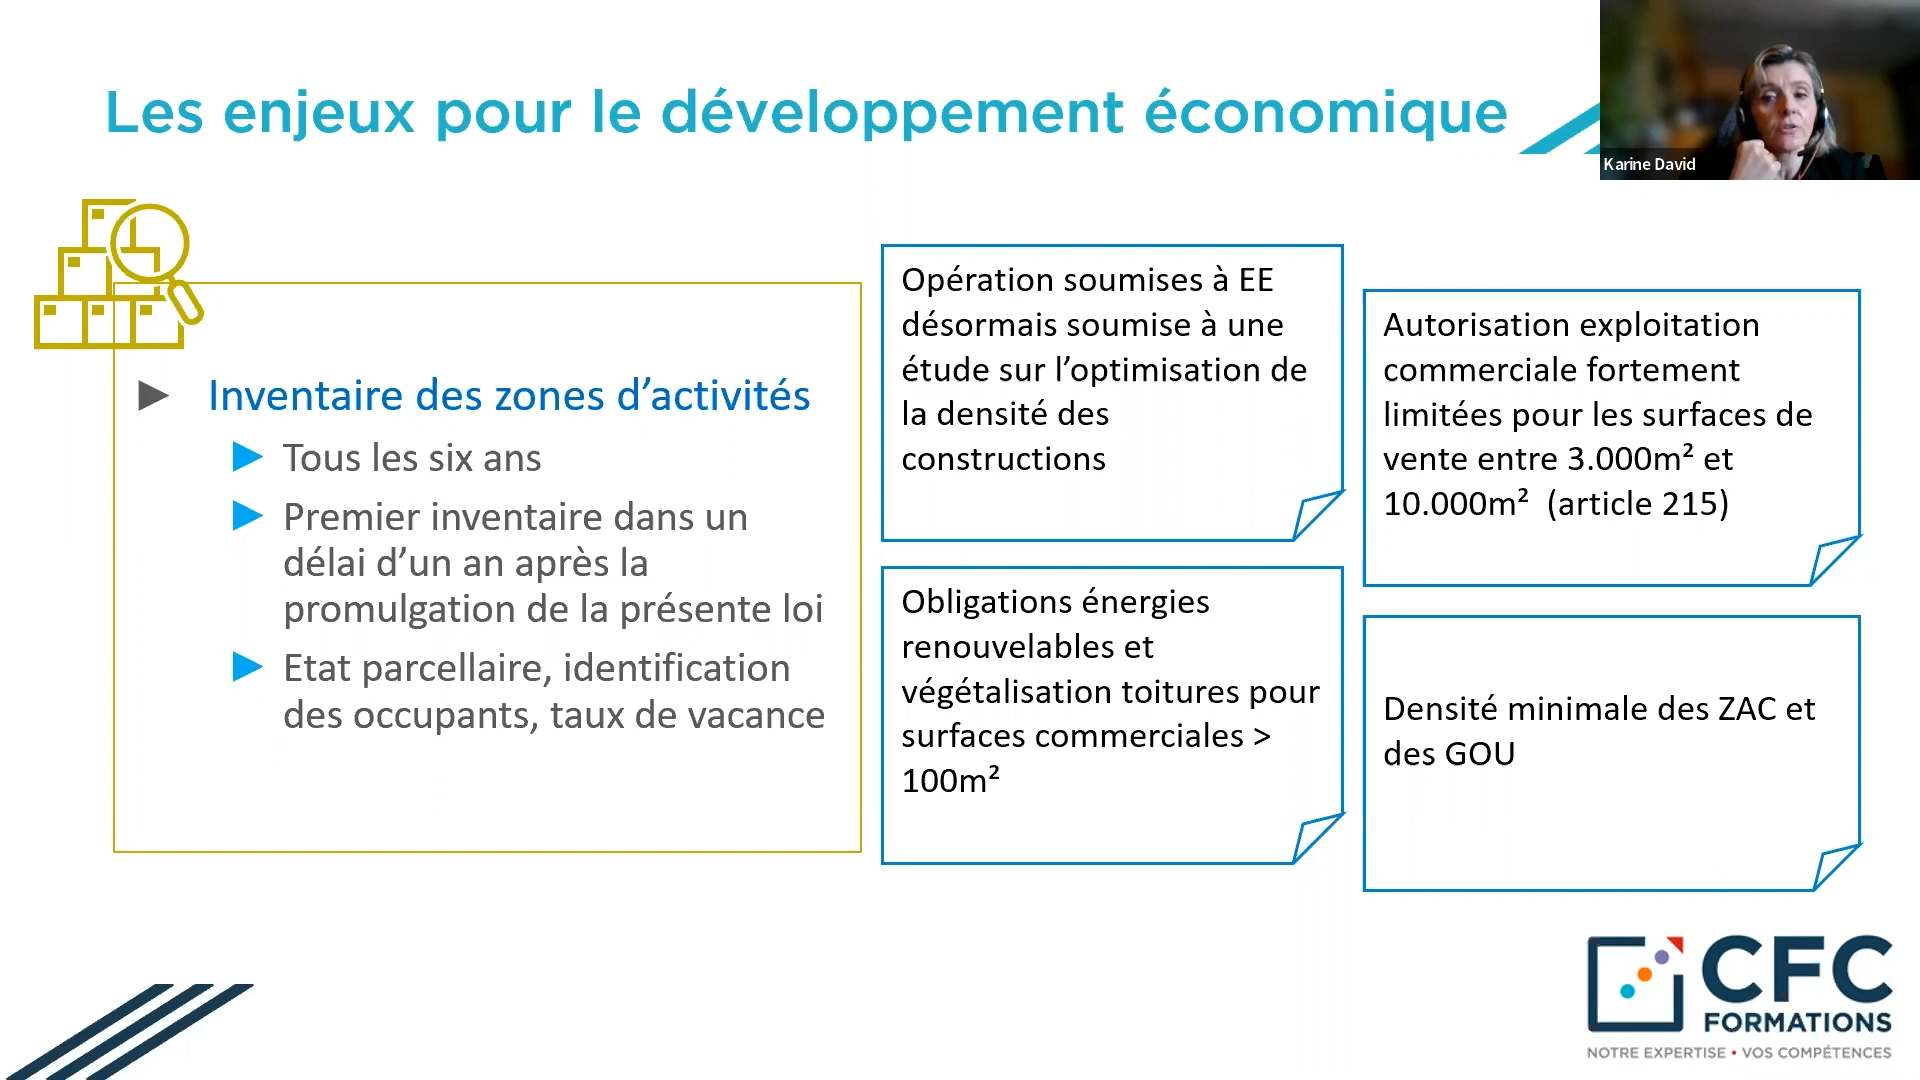 Les enjeux pour le développement économique
Karine David
Inventaire des zones d’activités
Tous les six ans
Premier inventaire dans un
délai d’un an après la
promulgation de la présente loi
Etat parcellaire, identification
des occupants, taux de vacance
Opération soumises à EE
désormais soumise à une
étude sur l’optimisation de
la densité des
constructions
Obligations énergies
renouvelables et
végétalisation toitures pour
surfaces commerciales >
100m²
Autorisation exploitation
commerciale fortement
limitées pour les surfaces de
vente entre 3.000m² et
10.000m² (article 215)
Densité minimale des ZAC et
des GOU
CFC
FORMATIONS
NOTRE EXPERTISE • VOS COMPÉTENCES